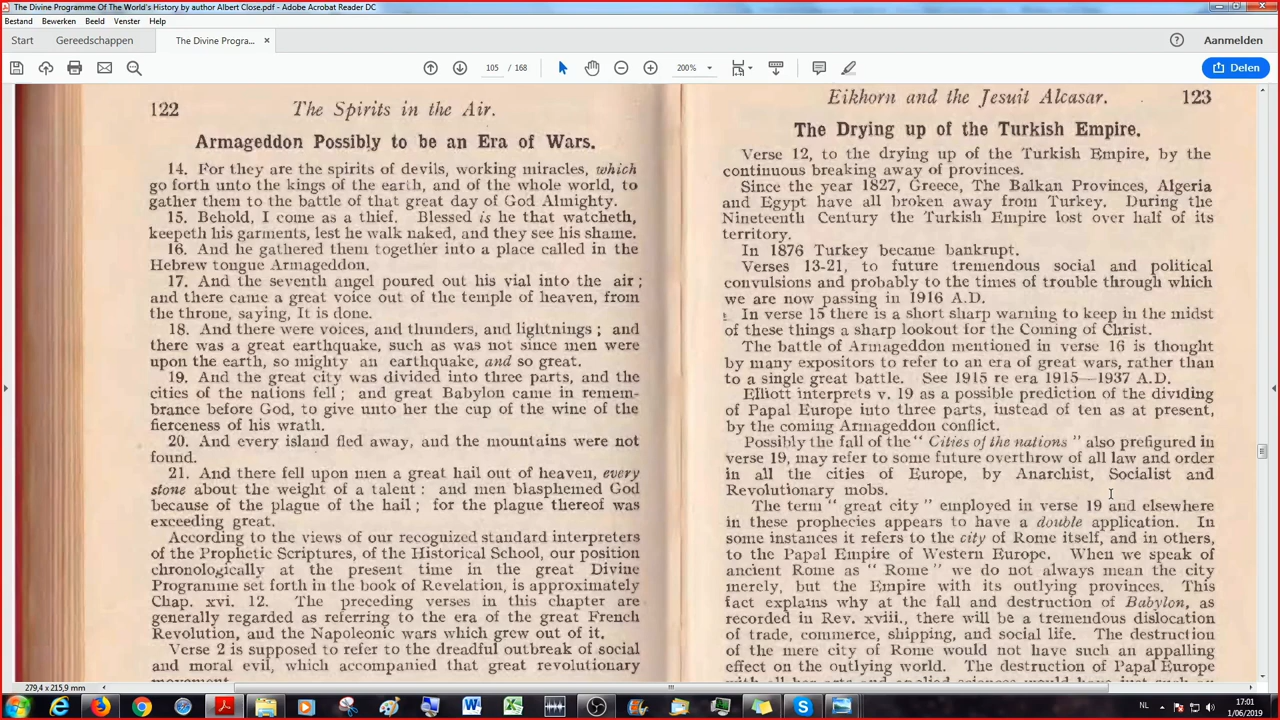 The Divine Programme Of The World's History by author Albert Close.pdf - Adobe Acrobat Reader DC
Bestand Bewerken Beeld Venster Help
Start Gereedschappen The Divine Progra... × Aanmelden
105 / 168 200% Delen
122 The Spirits in the Air.
Armageddon Possibly to be an Era of Wars.
14. For they are the spirits of devils, working miracles, which
go forth unto the kings of the earth, and of the whole world, to
gather them to the battle of that great day of God Almighty.
15. Behold, I come as a thief. Blessed is he that watcheth,
keepeth his garments, lest he walk naked, and they see his shame.
16. And he gathered them together into a place called in the
Hebrew tongue Armageddon.
17. And the seventh angel poured out his vial into the air;
and there came a great voice out of the temple of heaven, from
the throne, saying, It is done.
18. And there were voices, and thunders, and lightnings; and
there was a great earthquake, such as was not since men were
upon the earth, so mighty an earthquake, and so great.
19. And the great city was divided into three parts, and the
cities of the nations fell; and great Babylon came in remem-
brance before God, to give unto her the cup of the wine of the
fierceness of his wrath.
20. And every island fled away, and the mountains were not
found.
21. And there fell upon men a great hail out of heaven, every
stone about the weight of a talent: and men blasphemed God
because of the plague of the hail; for the plague thereof was
exceeding great.
According to the views of our recognized standard interpreters
of the Prophetic Scriptures, of the Historical School, our position
chronologically at the present time in the great Divine
Programme set forth in the book of Revelation, is approximately
Chap. xvi. 12. The preceding verses in this chapter are
generally regarded as referring to the era of the great French
Revolution, and the Napoleonic wars which grew out of it.
Verse 2 is supposed to refer to the dreadful outbreak of social
and moral evil, which accompanied that great revolutionary
Eikhorn and the Jesuit Alcasar. 123
The Drying up of the Turkish Empire.
Verse 12, to the drying up of the Turkish Empire, by the
continuous breaking away of provinces.
Since the year 1827, Greece, The Balkan Provinces, Algeria
and Egypt have all broken away from Turkey. During the
Nineteenth Century the Turkish Empire lost over half of its
territory.
In 1876 Turkey became bankrupt.
Verses 13-21, to future tremendous social and political
convulsions and probably to the times of trouble through which
we are now passing in 1916 A.D.
In verse 15 there is a short sharp warning to keep in the midst
of these things a sharp lookout for the Coming of Christ.
The battle of Armageddon mentioned in verse 16 is thought
by many expositors to refer to an era of great wars, rather than
to a single great battle. See 1915 re era 1915—1937 A.D.
Elliott interprets v. 19 as a possible prediction of the dividing
of Papal Europe into three parts, instead of ten as at present,
by the coming Armageddon conflict.
Possibly the fall of the "Cities of the nations" also prefigured in
verse 19, may refer to some future overthrow of all law and order
in all the cities of Europe, by Anarchist, Socialist and
Revolutionary mobs.
The term "great city" employed in verse 19 and elsewhere
in these prophecies appears to have a double application. In
some instances it refers to the city of Rome itself, and in others,
to the Papal Empire of Western Europe. When we speak of
ancient Rome as "Rome" we do not always mean the city
merely, but the Empire with its outlying provinces. This
fact explains why at the fall and destruction of Babylon, as
recorded in Rev. xviii., there will be a tremendous dislocation
of trade, commerce, shipping, and social life. The destruction
of the mere city of Rome would not have such an appalling
effect on the outlying world. The destruction of Papal Europe
279,4 x 215,9 mm
NL 17:01
1/06/2019